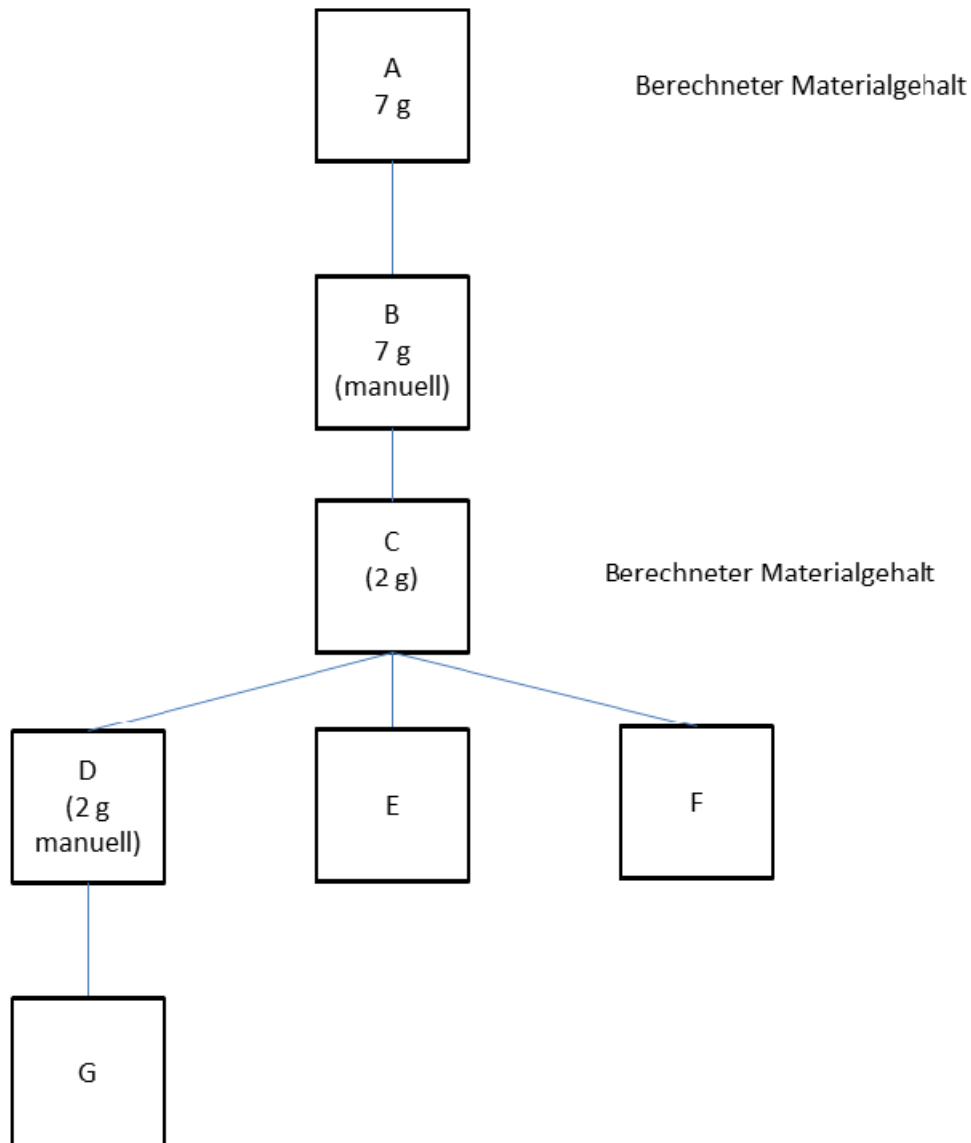 A
7 g
Berechneter Materialgehalt
B
7 g
(manuell)
C
(2 g)
Berechneter Materialgehalt
D
(2 g
manuell)
E
F
G